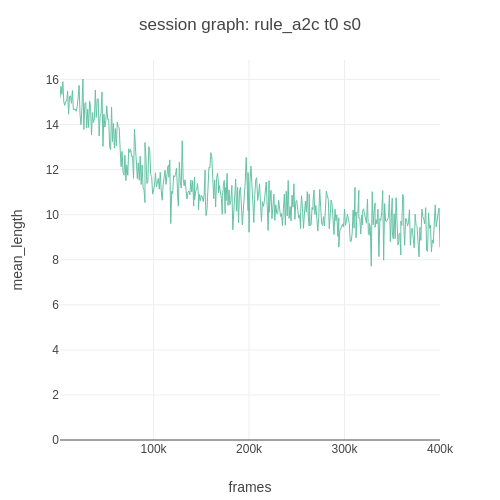 session graph: rule_a2c t0 s0
mean_length
16
14
12
10
8
6
4
2
0
100k
200k
300k
400k
frames